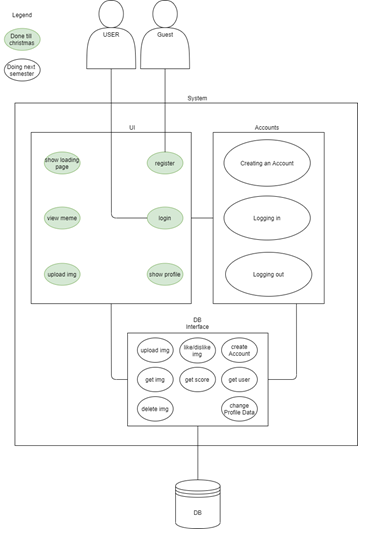 Legend
Done till
christmas
Doing next
semester
USER
Guest
System
UI
Accounts
show loading
page
register
Creating an Account
view meme
login
Logging in
upload img
show profile
Logging out
DB
Interface
upload img
like/dislike
img
create
Account
get img
get score
get user
delete img
change
Profile Data
DB